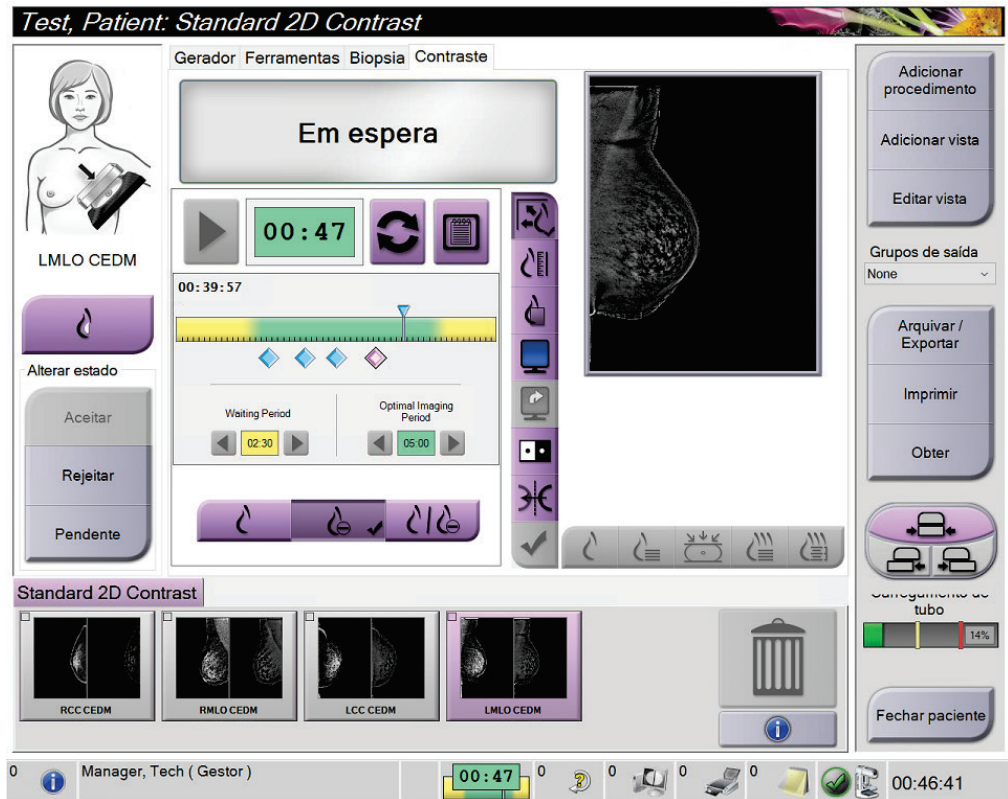 Test, Patient: Standard 2D Contrast
Gerador Ferramentas Biopsia Contraste
Em espera
00:47
LMLO CEDM
00:39:57
Alterar estado
Aceitar
Rejeitar
Pendente
Waiting Period
02:30
Optimal Imaging
Period
05:00
Adicionar
procedimento
Adicionar vista
Editar vista
Grupos de saída
None
Arquivar /
Exportar
Imprimir
Obter
tubo
14%
Fechar paciente
Standard 2D Contrast
RCC CEDM
RMLO CEDM
LCC CEDM
LMLO CEDM
0
Manager, Tech ( Gestor )
00:47
0
0
0
0
00:46:41